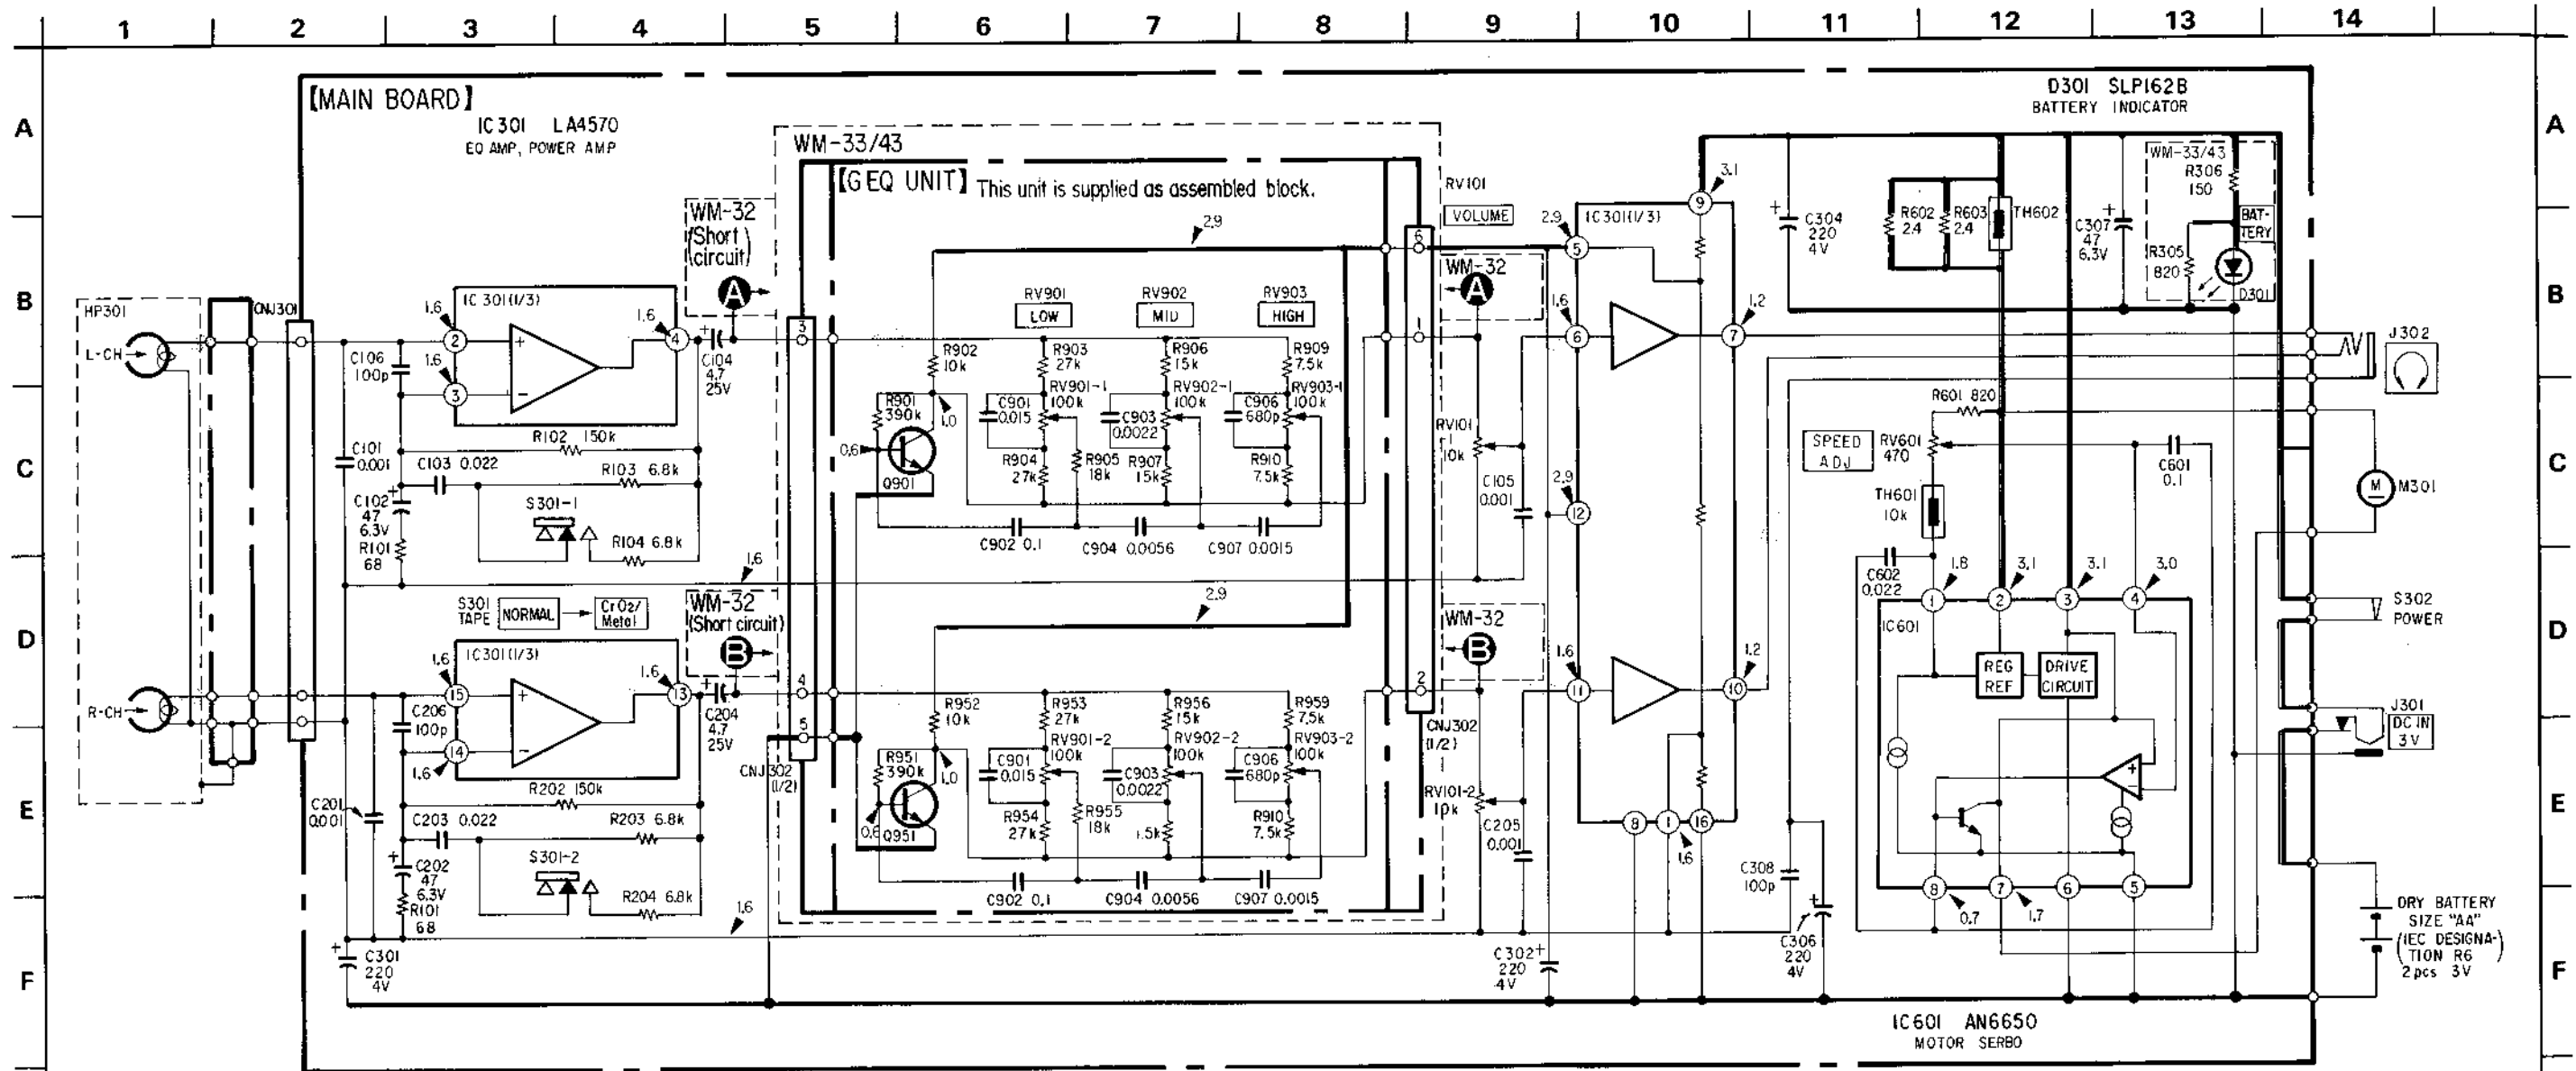 1 2 3 4 5 6 7 8 9 10 11 12 13 14
A
B
C
D
E
F
A
B
C
D
E
F
【MAIN BOARD】
IC301 LA4570
EQ AMP, POWER AMP
D301 SLP162B
BATTERY INDICATOR
WM-33/43
【GEQ UNIT】 This unit is supplied as assembled block.
WM-32
(Short
circuit)
A
HP301
L-CH
R-CH
CNJ301
IC301(1/3)
1.6
2
1.6
3
1.6
4
C106
100p
C104
4.7
25V
R102 150k
C101
0.001
C103 0.022
R103 6.8k
C102
47
6.3V
R101
68
S301-1
R104 6.8k
1.6
S301
TAPE
NORMAL
CrO2/
Metal
WM-32
(Short circuit)
B
IC301(1/3)
1.6
15
14
1.6
1.6
13
C206
100p
C204
4.7
25V
C201
0.001
R202 150k
C203 0.022
R203 6.8k
C202
47
6.3V
R101
68
S301-2
R204 6.8k
1.6
C301
220
4V
3
4
5
CNJ302
(1/2)
2.9
RV901
LOW
RV902
MID
RV903
HIGH
R902
10k
R903
27k
R906
15k
R909
7.5k
R901
390k
1.0
0.6
Q901
C901
0.015
RV901-1
100k
C903
0.0022
RV902-1
100k
C906
680p
RV903-1
100k
R904
27k
R905
18k
R907
15k
R910
7.5k
C902 0.1
C904 0.0056
C907 0.0015
2.9
R952
10k
R953
27k
R956
15k
R959
7.5k
R951
390k
1.0
0.6
Q951
C901
0.015
RV901-2
100k
C903
0.0022
RV902-2
100k
C906
680p
RV903-2
100k
R954
27k
R955
18k
1.5k
R910
7.5k
C902 0.1
C904 0.0056
C907 0.0015
6
1
2
CNJ302
(1/2)
RV101
VOLUME
WM-32
A
RV101
10k
C105
0.001
WM-32
B
RV101-2
10k
C205
0.001
C302
220
4V
IC301(1/3)
3.1
9
2.9
5
1.6
6
1.2
7
2.9
12
1.6
11
1.2
10
8
1
16
1.6
C304
220
4V
C308
100p
C306
220
4V
R602
2.4
R603
2.4
TH602
C307
47
6.3V
WM-33/43
R306
150
BAT-
TERY
R305
820
D301
J302
R601 820
SPEED
ADJ
RV601
470
C601
0.1
TH601
10k
M
M301
C602
0.022
1.8
3.1
3.1
3.0
1
2
3
4
IC601
REG
REF
DRIVE
CIRCUIT
8
7
6
5
0.7
1.7
S302
POWER
J301
DC IN
3V
DRY BATTERY
SIZE "AA"
(IEC DESIGNA-
TION R6)
2pcs 3V
IC601 AN6650
MOTOR SERBO